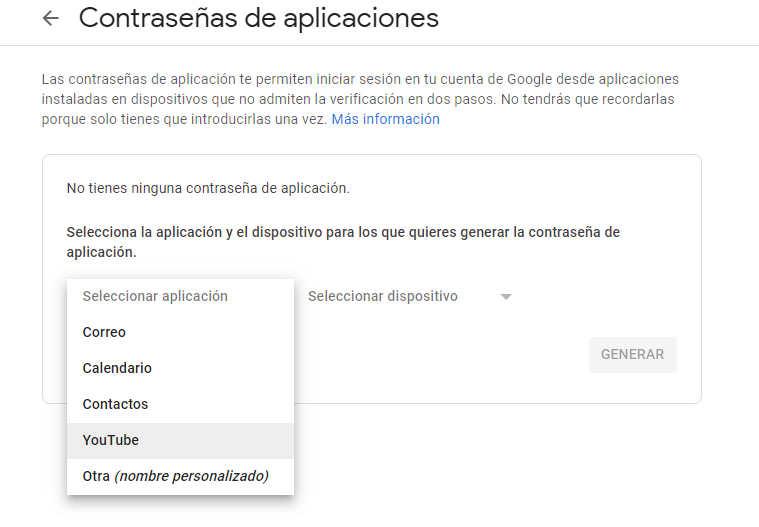 Contraseñas de aplicaciones
Las contraseñas de aplicación te permiten iniciar sesión en tu cuenta de Google desde aplicaciones
instaladas en dispositivos que no admiten la verificación en dos pasos. No tendrás que recordarlas
porque solo tienes que introducirlas una vez. Más información
No tienes ninguna contraseña de aplicación.
Selecciona la aplicación y el dispositivo para los que quieres generar la contraseña de
aplicación.
Seleccionar aplicación
Seleccionar dispositivo
Correo
Calendario
Contactos
YouTube
Otra (nombre personalizado)
GENERAR